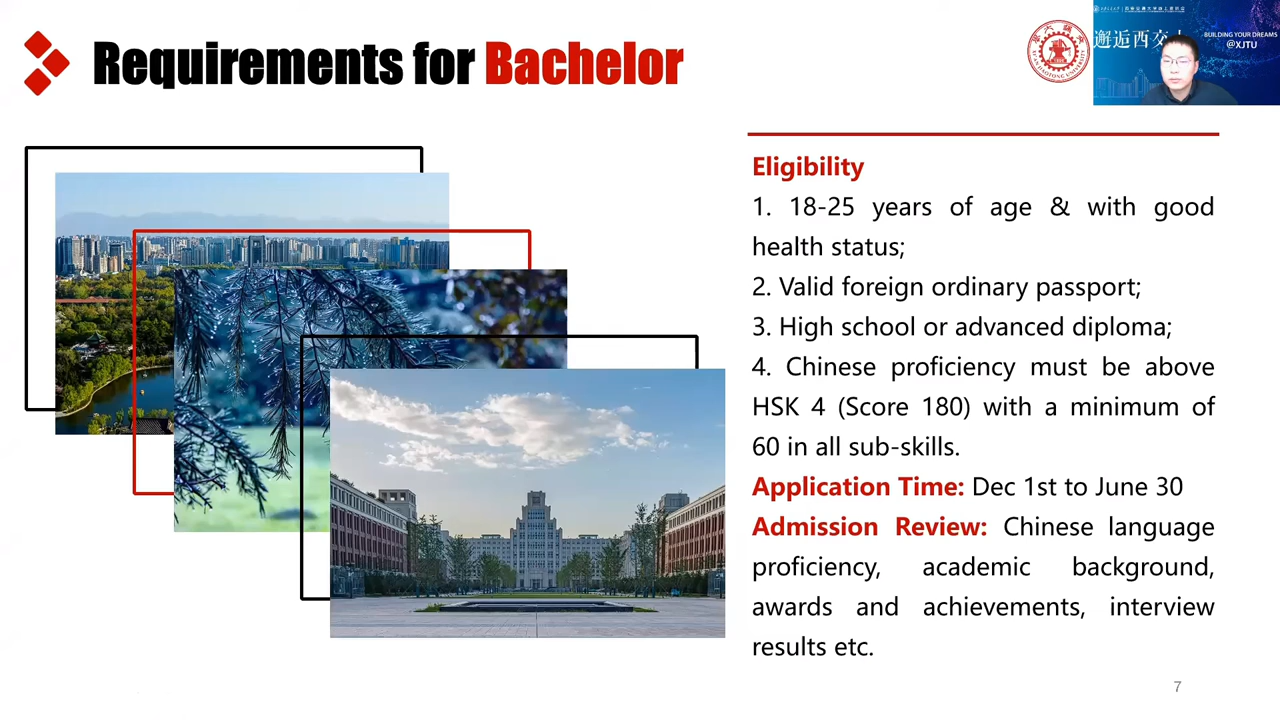 Requirements for Bachelor
邂逅西交
BUILDING YOUR DREAMS
@XJTU
Eligibility
1. 18-25 years of age & with good
health status;
2. Valid foreign ordinary passport;
3. High school or advanced diploma;
4. Chinese proficiency must be above
HSK 4 (Score 180) with a minimum of
60 in all sub-skills.
Application Time: Dec 1st to June 30
Admission Review: Chinese language
proficiency, academic background,
awards and achievements, interview
results etc.
7